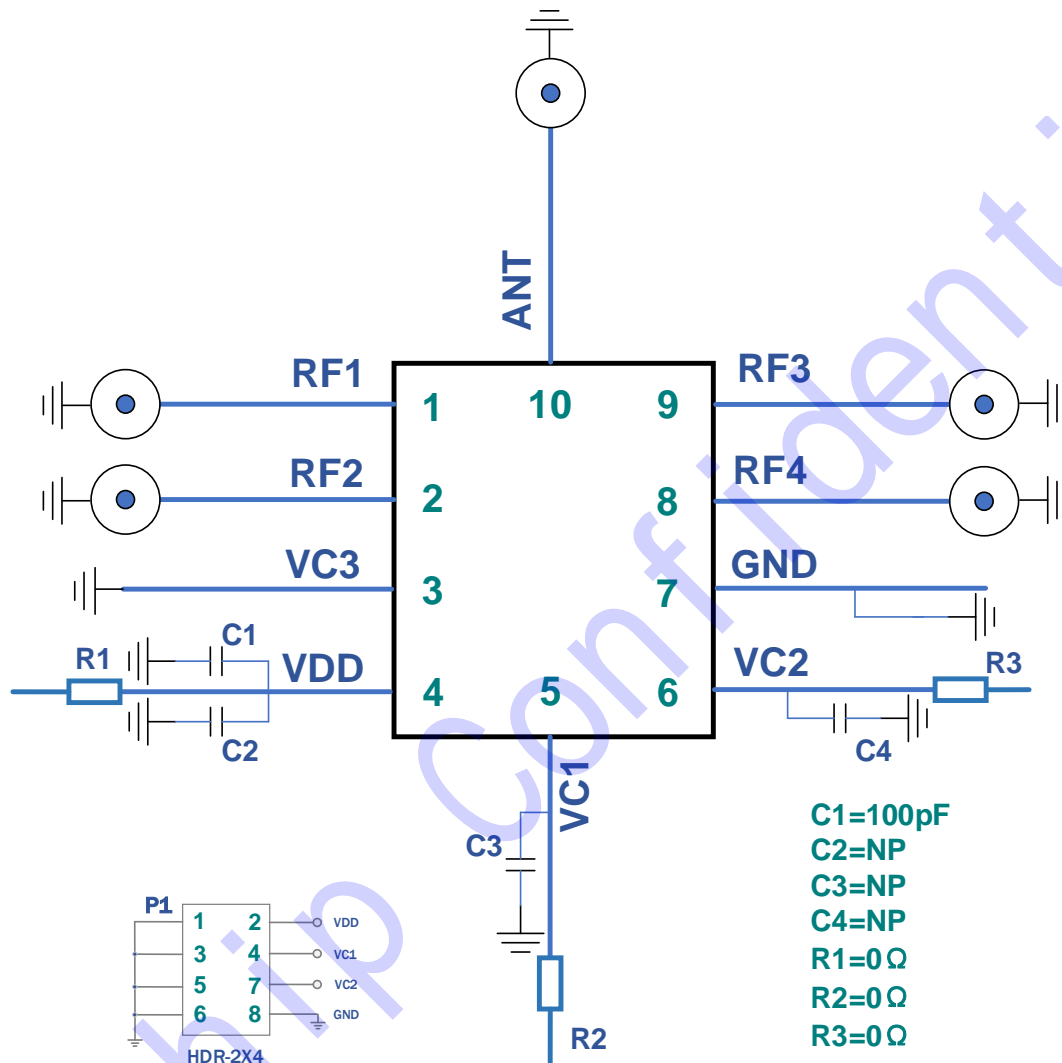 ANT
RF1
RF3
1
10
9
RF2
RF4
2
8
VC3
GND
3
7
C1
R1
VDD
VC2
R3
4
5
6
C2
C4
VC1
C3
C1=100pF
C2=NP
C3=NP
C4=NP
R1=0Ω
R2=0Ω
R3=0Ω
P1
1 2 VDD
3 4 VC1
5 7 VC2
6 8 GND
HDR-2X4
R2
hip Confidenti